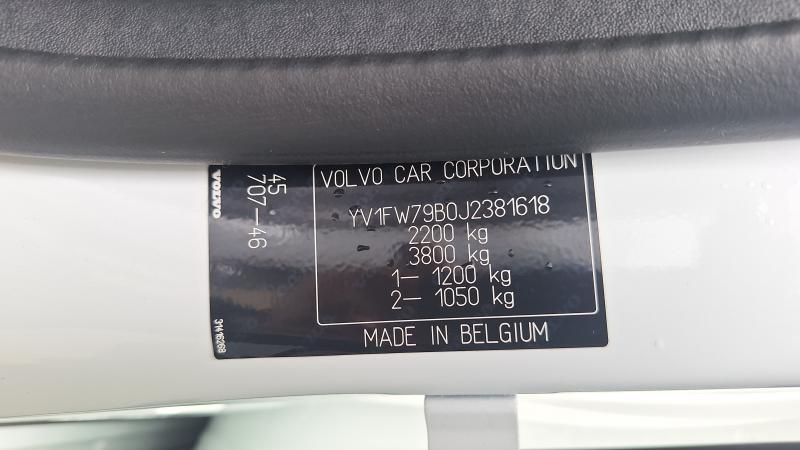 VOLVO CAR CORPORATION
YV1FW79B0J2381618
2200 kg
3800 kg
1– 1200 kg
2– 1050 kg
MADE IN BELGIUM
VOLVO
45
707–46
31416268